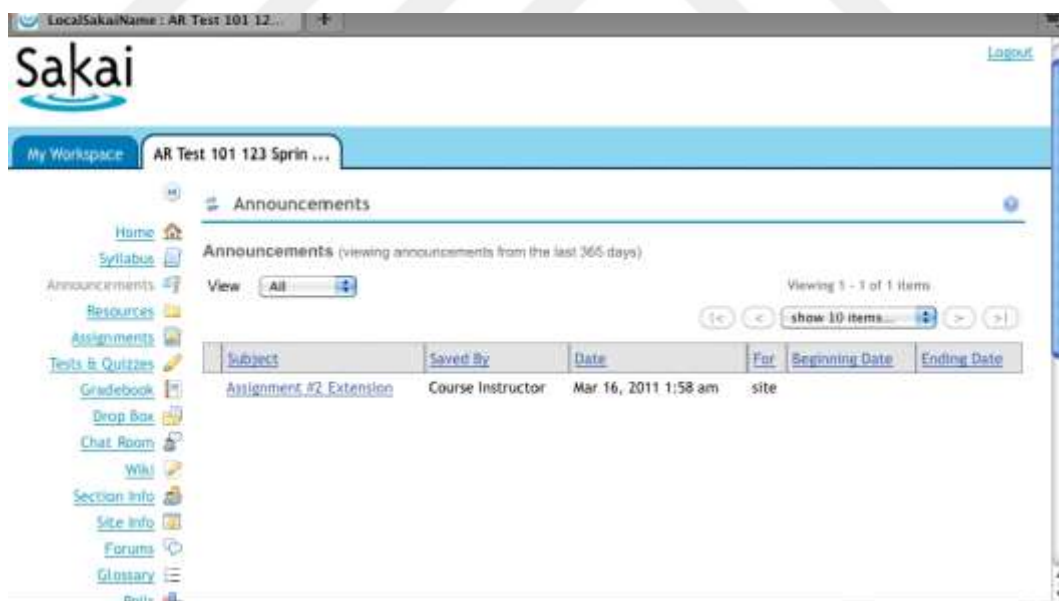 LocalSakaiName : AR Test 101 12...
Sakai
Logout
My Workspace
AR Test 101 123 Sprin ...
Announcements
Home
Syllabus
Announcements
Resources
Assignments
Tests & Quizzes
Gradebook
Drop Box
Chat Room
Wiki
Section Info
Site Info
Forums
Glossary
Polls
Announcements (viewing announcements from the last 365 days)
View All
Viewing 1 - 1 of 1 items
|< < show 10 items... > >|
Subject Saved By Date For Beginning Date Ending Date
Assignment #2 Extension Course Instructor Mar 16, 2011 1:58 am site